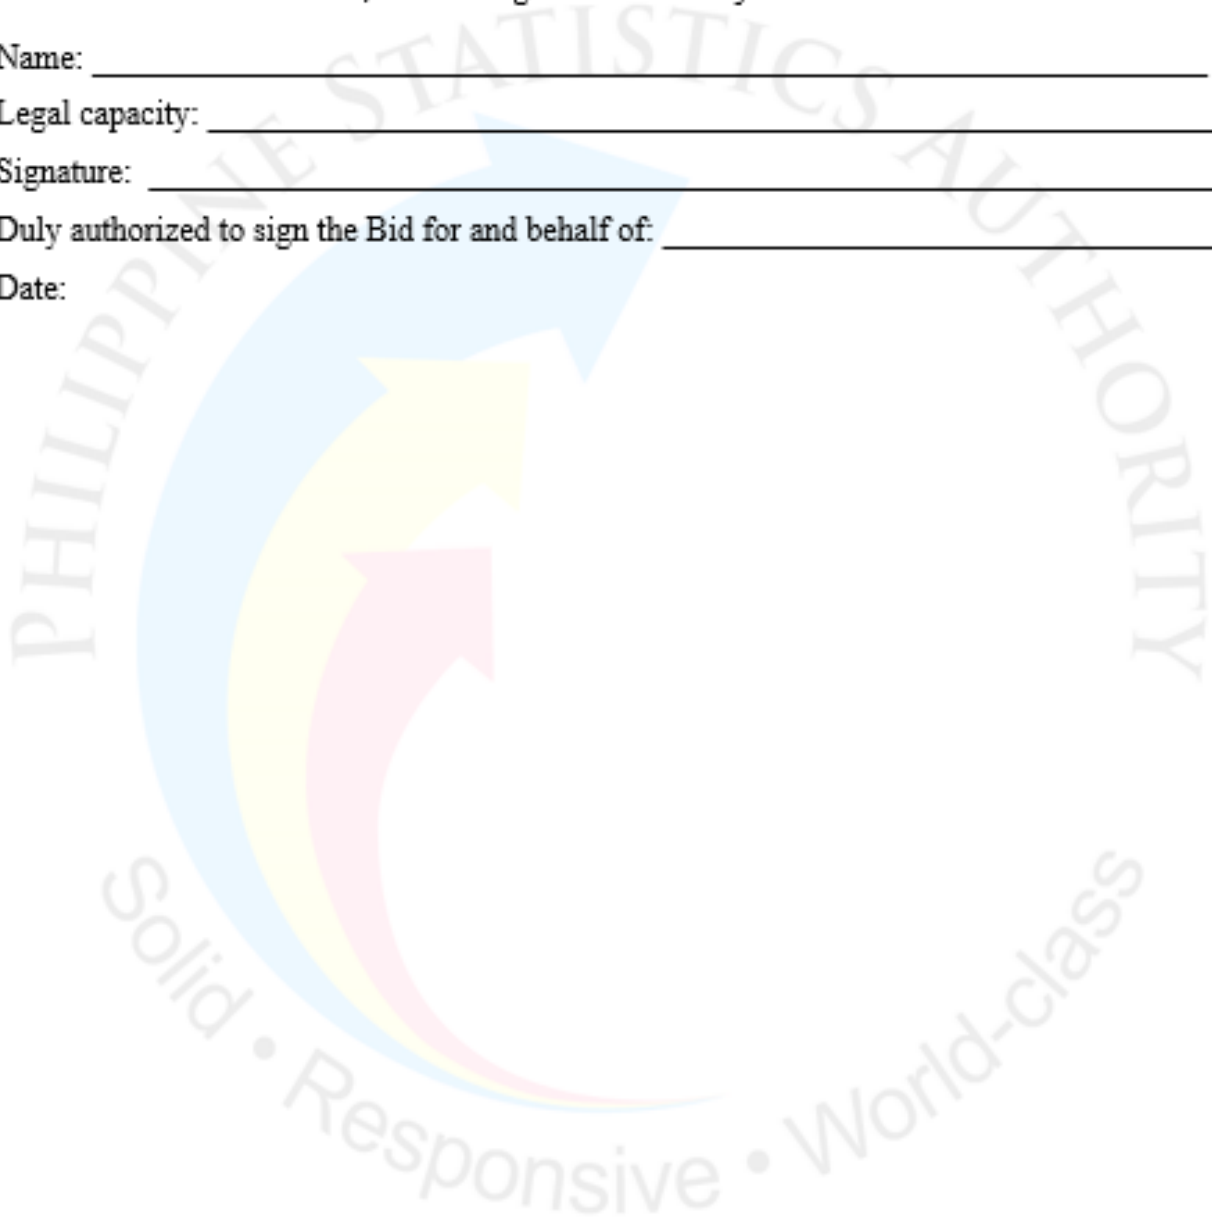 Name:
Legal capacity:
Signature:
Duly authorized to sign the Bid for and behalf of:
Date:
PHILIPPINE STATISTICS AUTHORITY
Solid • Responsive • World-class